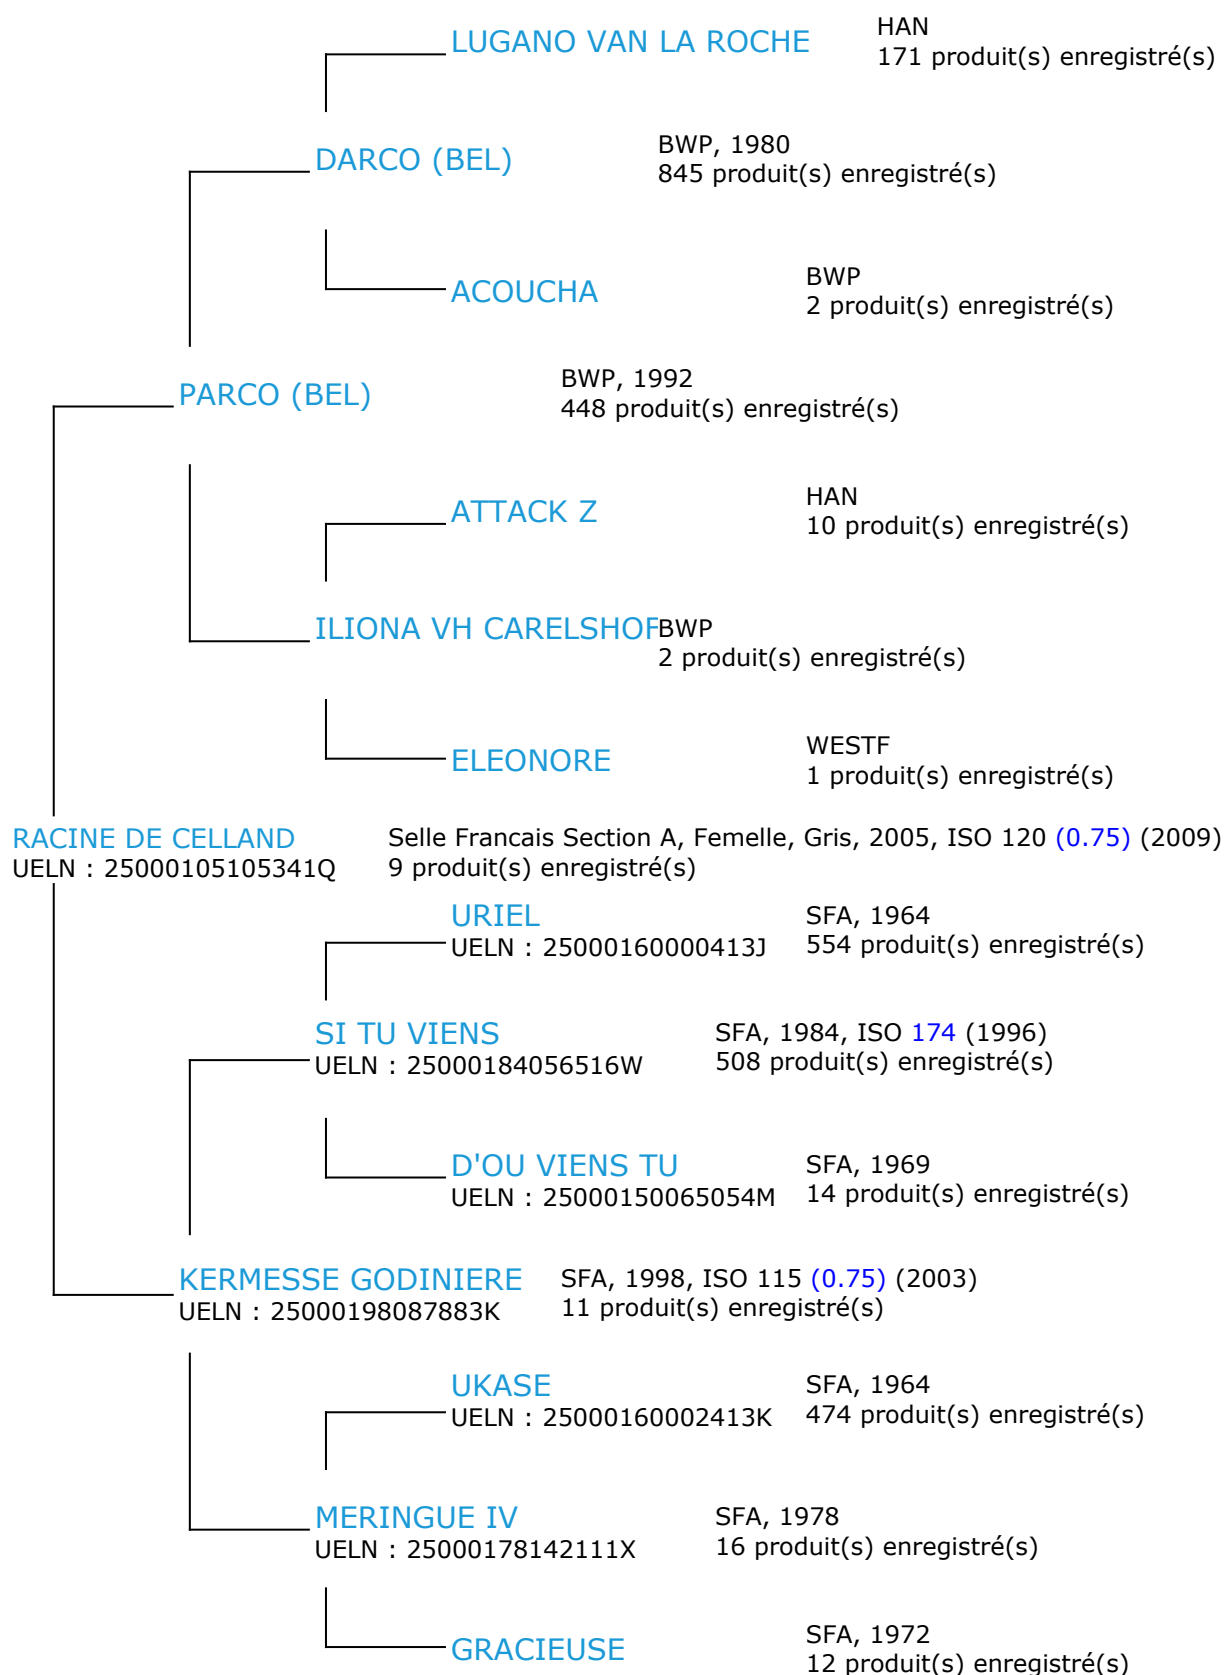 LUGANO VAN LA ROCHE
HAN
171 produit(s) enregistré(s)
DARCO (BEL)
BWP, 1980
845 produit(s) enregistré(s)
ACOUCHA
BWP
2 produit(s) enregistré(s)
PARCO (BEL)
BWP, 1992
448 produit(s) enregistré(s)
ATTACK Z
HAN
10 produit(s) enregistré(s)
ILIONA VH CARELSHOF
BWP
2 produit(s) enregistré(s)
ELEONORE
WESTF
1 produit(s) enregistré(s)
RACINE DE CELLAND
UELN : 25000105105341Q
Selle Francais Section A, Femelle, Gris, 2005, ISO 120 (0.75) (2009)
9 produit(s) enregistré(s)
URIEL
UELN : 25000160000413J
SFA, 1964
554 produit(s) enregistré(s)
SI TU VIENS
UELN : 25000184056516W
SFA, 1984, ISO 174 (1996)
508 produit(s) enregistré(s)
D'OU VIENS TU
UELN : 25000150065054M
SFA, 1969
14 produit(s) enregistré(s)
KERMESSE GODINIERE
UELN : 25000198087883K
SFA, 1998, ISO 115 (0.75) (2003)
11 produit(s) enregistré(s)
UKASE
UELN : 25000160002413K
SFA, 1964
474 produit(s) enregistré(s)
MERINGUE IV
UELN : 25000178142111X
SFA, 1978
16 produit(s) enregistré(s)
GRACIEUSE
SFA, 1972
12 produit(s) enregistré(s)